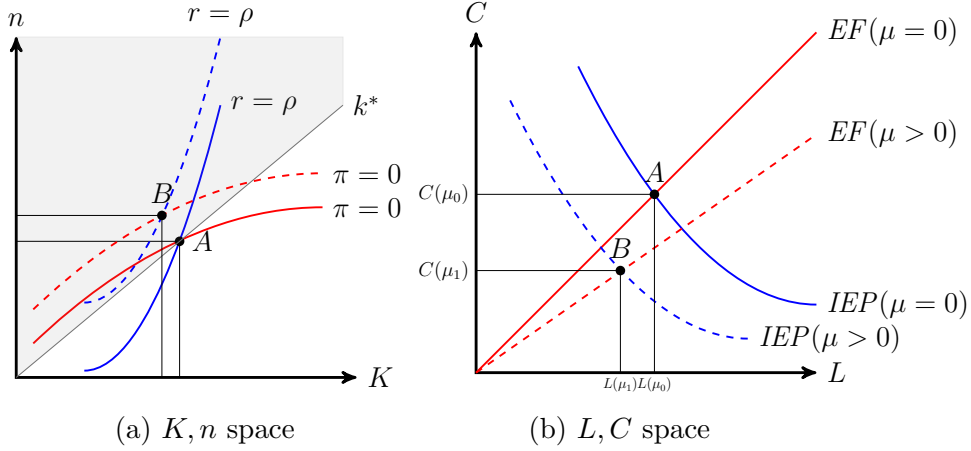 n
r = ρ
r = ρ
k*
π = 0
π = 0
B
A
K
(a) K, n space
C
EF(μ = 0)
EF(μ > 0)
C(μ₀)
A
B
C(μ₁)
IEP(μ = 0)
IEP(μ > 0)
L(μ₁)L(μ₀)
L
(b) L, C space